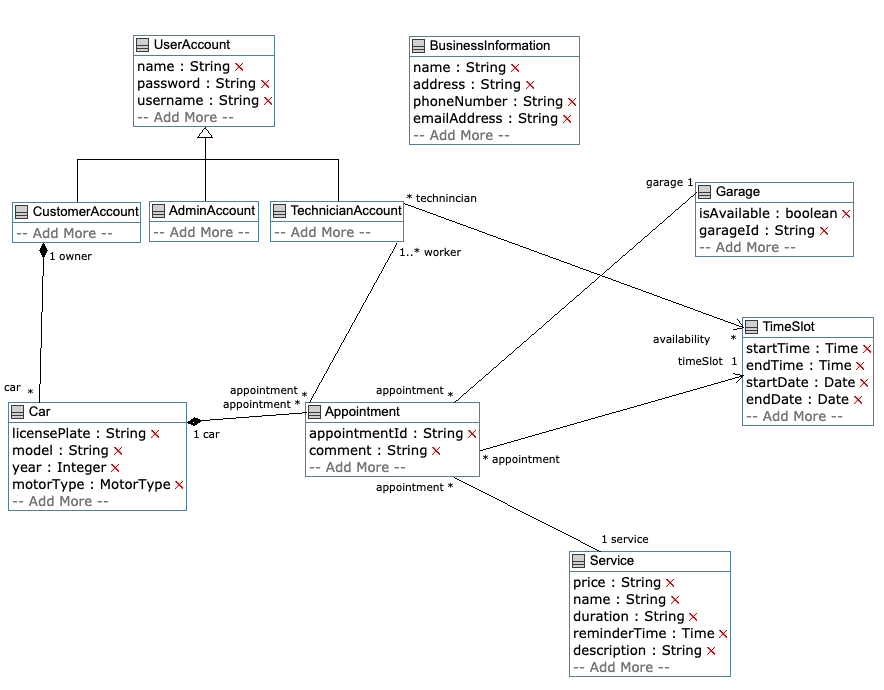 UserAccount
name : String ×
password : String ×
username : String ×
-- Add More --
BusinessInformation
name : String ×
address : String ×
phoneNumber : String ×
emailAddress : String ×
-- Add More --
CustomerAccount
-- Add More --
AdminAccount
-- Add More --
TechnicianAccount
-- Add More --
* technincian
garage 1
Garage
isAvailable : boolean ×
garageId : String ×
-- Add More --
1 owner
1..* worker
availability *
timeSlot 1
TimeSlot
startTime : Time ×
endTime : Time ×
startDate : Date ×
endDate : Date ×
-- Add More --
car *
appointment *
appointment *
appointment *
Car
licensePlate : String ×
model : String ×
year : Integer ×
motorType : MotorType ×
-- Add More --
1 car
Appointment
appointmentId : String ×
comment : String ×
-- Add More --
* appointment
appointment *
1 service
Service
price : String ×
name : String ×
duration : String ×
reminderTime : Time ×
description : String ×
-- Add More --